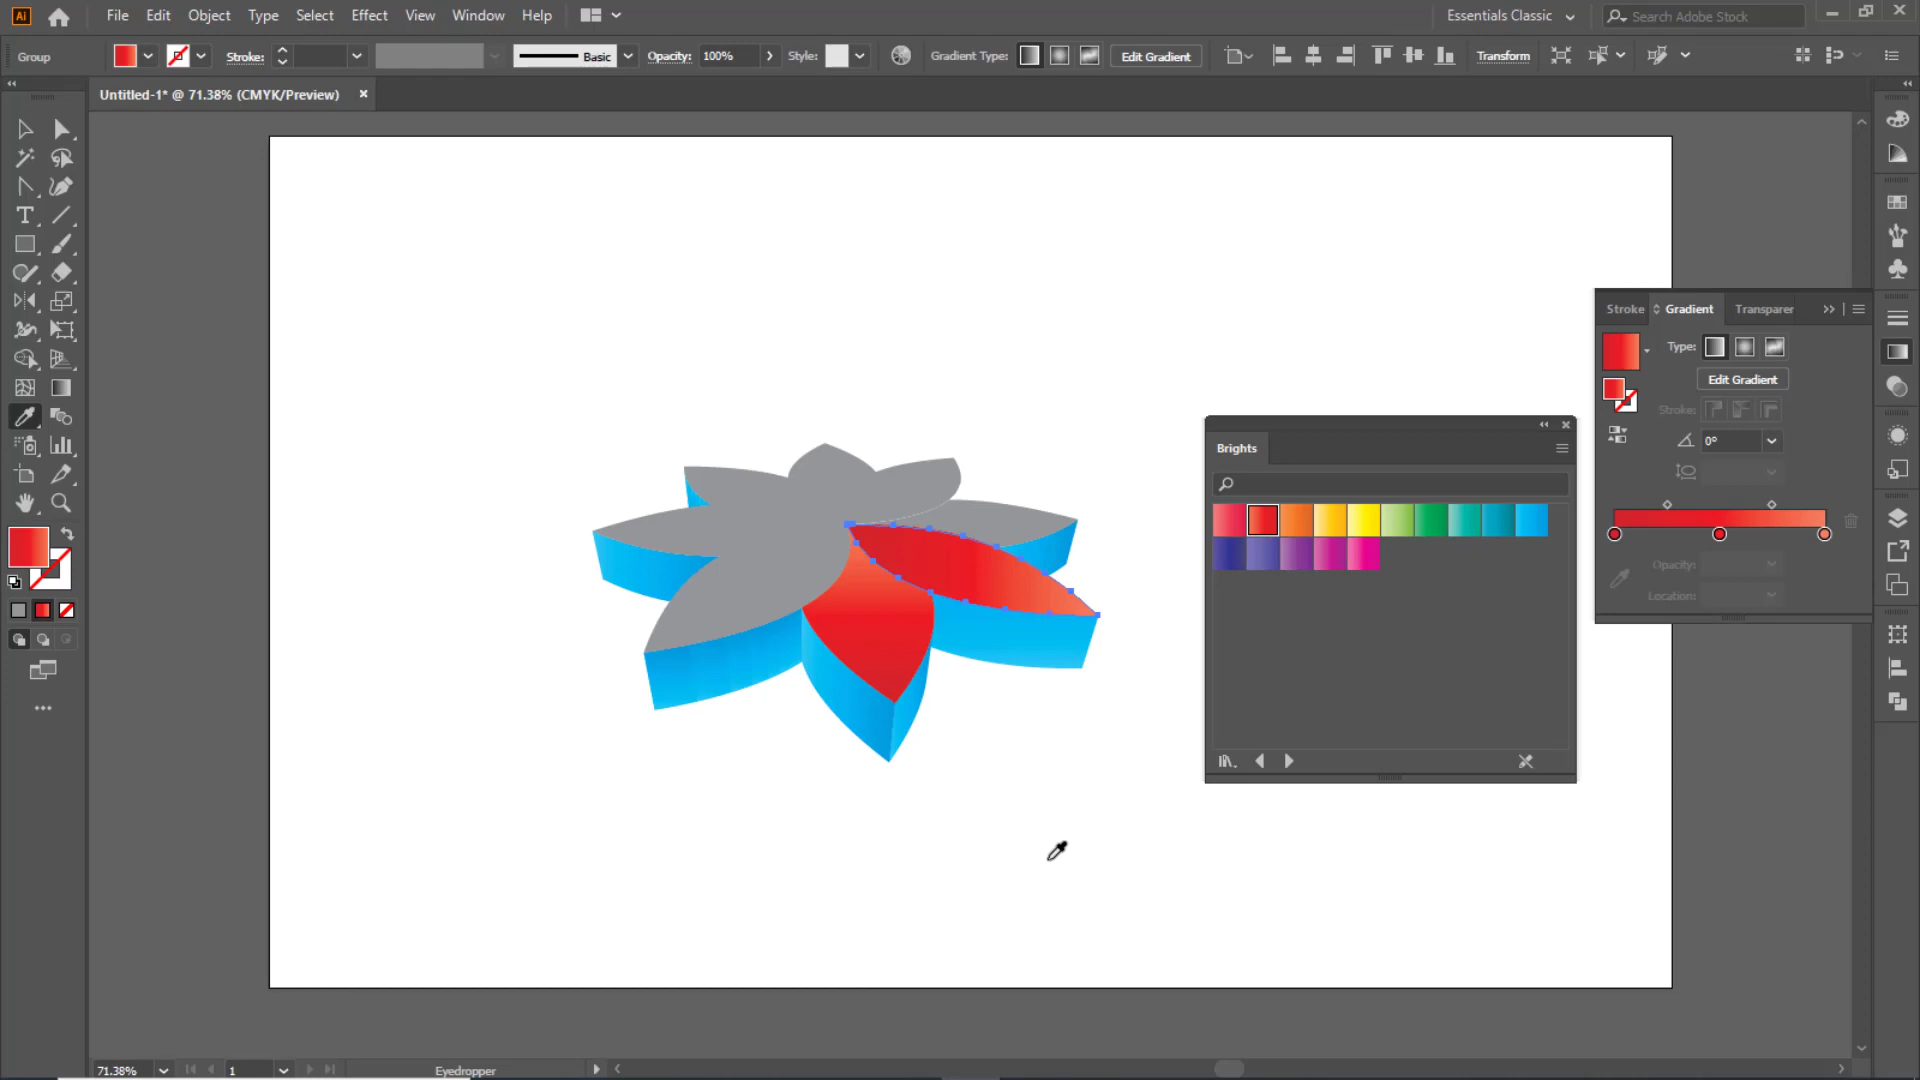 Ai File Edit Object Type Select Effect View Window Help Essentials Classic Search Adobe Stock
Group Stroke: Basic Opacity: 100% Style: Gradient Type: Edit Gradient Transform
Untitled-1* @ 71.38% (CMYK/Preview)
Stroke Gradient Transparer
Type:
Edit Gradient
Stroke:
0°
Opacity:
Location:
Brights
71.38% 1 Eyedropper